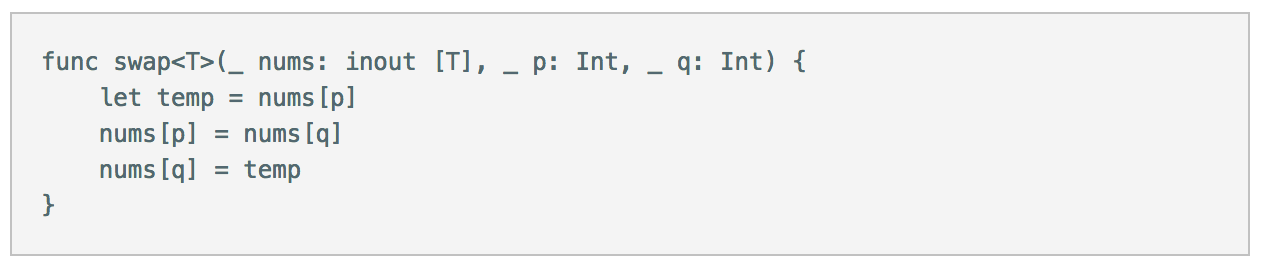 func swap<T>(_ nums: inout [T], _ p: Int, _ q: Int) {
    let temp = nums[p]
    nums[p] = nums[q]
    nums[q] = temp
}